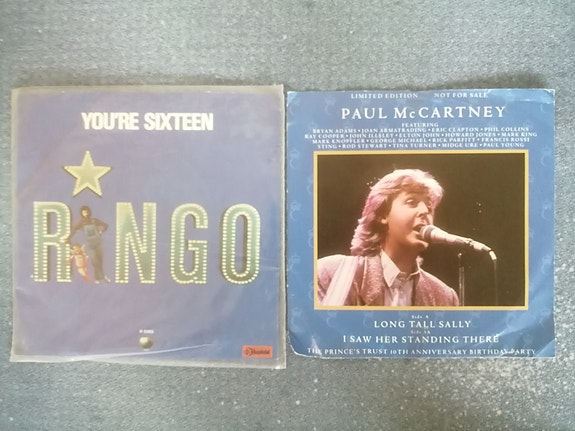 YOU'RE SIXTEEN
RINGO
LIMITED EDITION NOT FOR SALE
PAUL McCARTNEY
FEATURING
BRYAN ADAMS • JOAN ARMATRADING • ERIC CLAPTON • PHIL COLLINS
RAY COOPER • JOHN ILLSLEY • ELTON JOHN • HOWARD JONES • MARK KING
MARK KNOPFLER • GEORGE MICHAEL • RICK PARFITT • FRANCIS ROSSI
STING • ROD STEWART • TINA TURNER • MIDGE URE • PAUL YOUNG
Side A
LONG TALL SALLY
Side AA
I SAW HER STANDING THERE
THE PRINCE'S TRUST 10TH ANNIVERSARY BIRTHDAY PARTY